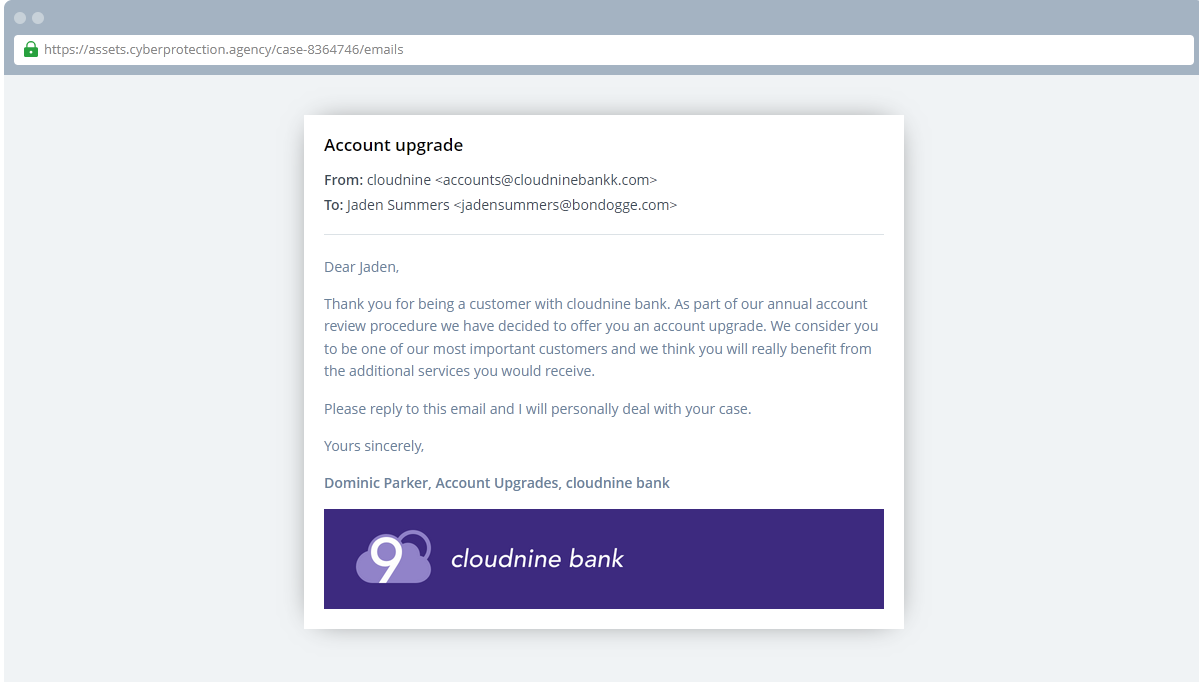 https://assets.cyberprotection.agency/case-8364746/emails
Account upgrade
From: cloudnine <accounts@cloudninebankk.com>
To: Jaden Summers <jadensummers@bondogge.com>
Dear Jaden,
Thank you for being a customer with cloudnine bank. As part of our annual account
review procedure we have decided to offer you an account upgrade. We consider you
to be one of our most important customers and we think you will really benefit from
the additional services you would receive.
Please reply to this email and I will personally deal with your case.
Yours sincerely,
Dominic Parker, Account Upgrades, cloudnine bank
9 cloudnine bank